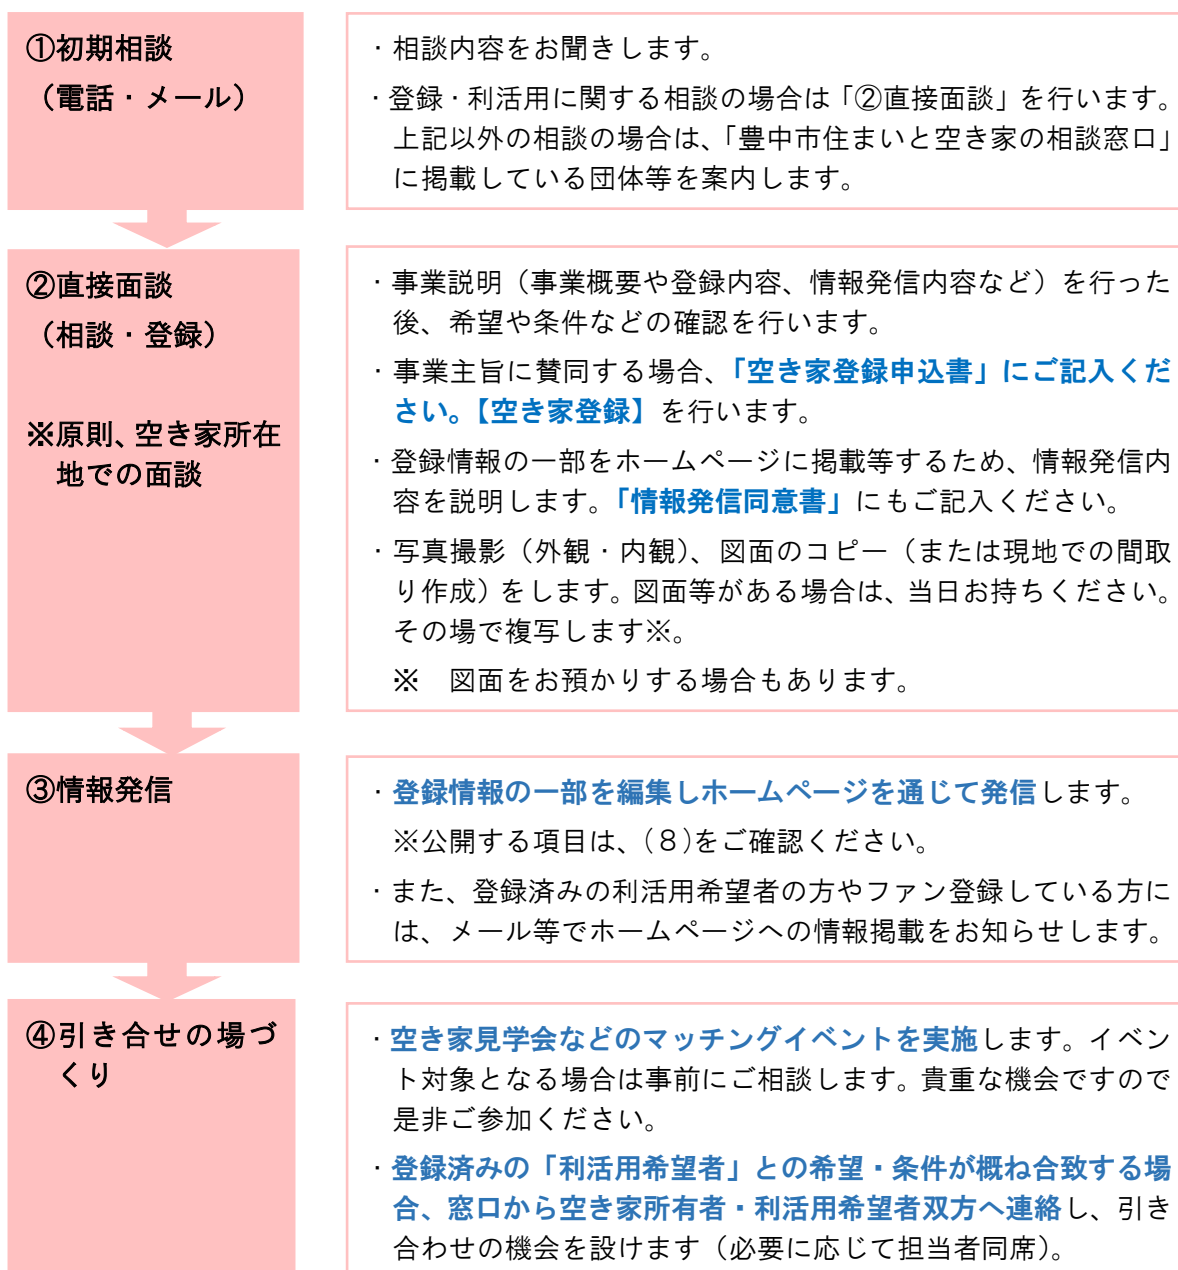 ①初期相談
（電話・メール）
・相談内容をお聞きします。
・登録・利活用に関する相談の場合は「②直接面談」を行います。
上記以外の相談の場合は、「豊中市住まいと空き家の相談窓口」
に掲載している団体等を案内します。
②直接面談
（相談・登録）
※原則、空き家所在
地での面談
・事業説明（事業概要や登録内容、情報発信内容など）を行った
後、希望や条件などの確認を行います。
・事業主旨に賛同する場合、「空き家登録申込書」にご記入くだ
さい。【空き家登録】を行います。
・登録情報の一部をホームページに掲載等するため、情報発信内
容を説明します。「情報発信同意書」にもご記入ください。
・写真撮影（外観・内観）、図面のコピー（または現地での間取
り作成）をします。図面等がある場合は、当日お持ちください。
その場で複写します※。
※　図面をお預かりする場合もあります。
③情報発信
・登録情報の一部を編集しホームページを通じて発信します。
※公開する項目は、（８）をご確認ください。
・また、登録済みの利活用希望者の方やファン登録している方に
は、メール等でホームページへの情報掲載をお知らせします。
④引き合せの場づ
くり
・空き家見学会などのマッチングイベントを実施します。イベン
ト対象となる場合は事前にご相談します。貴重な機会ですので
是非ご参加ください。
・登録済みの「利活用希望者」との希望・条件が概ね合致する場
合、窓口から空き家所有者・利活用希望者双方へ連絡し、引き
合わせの機会を設けます（必要に応じて担当者同席）。